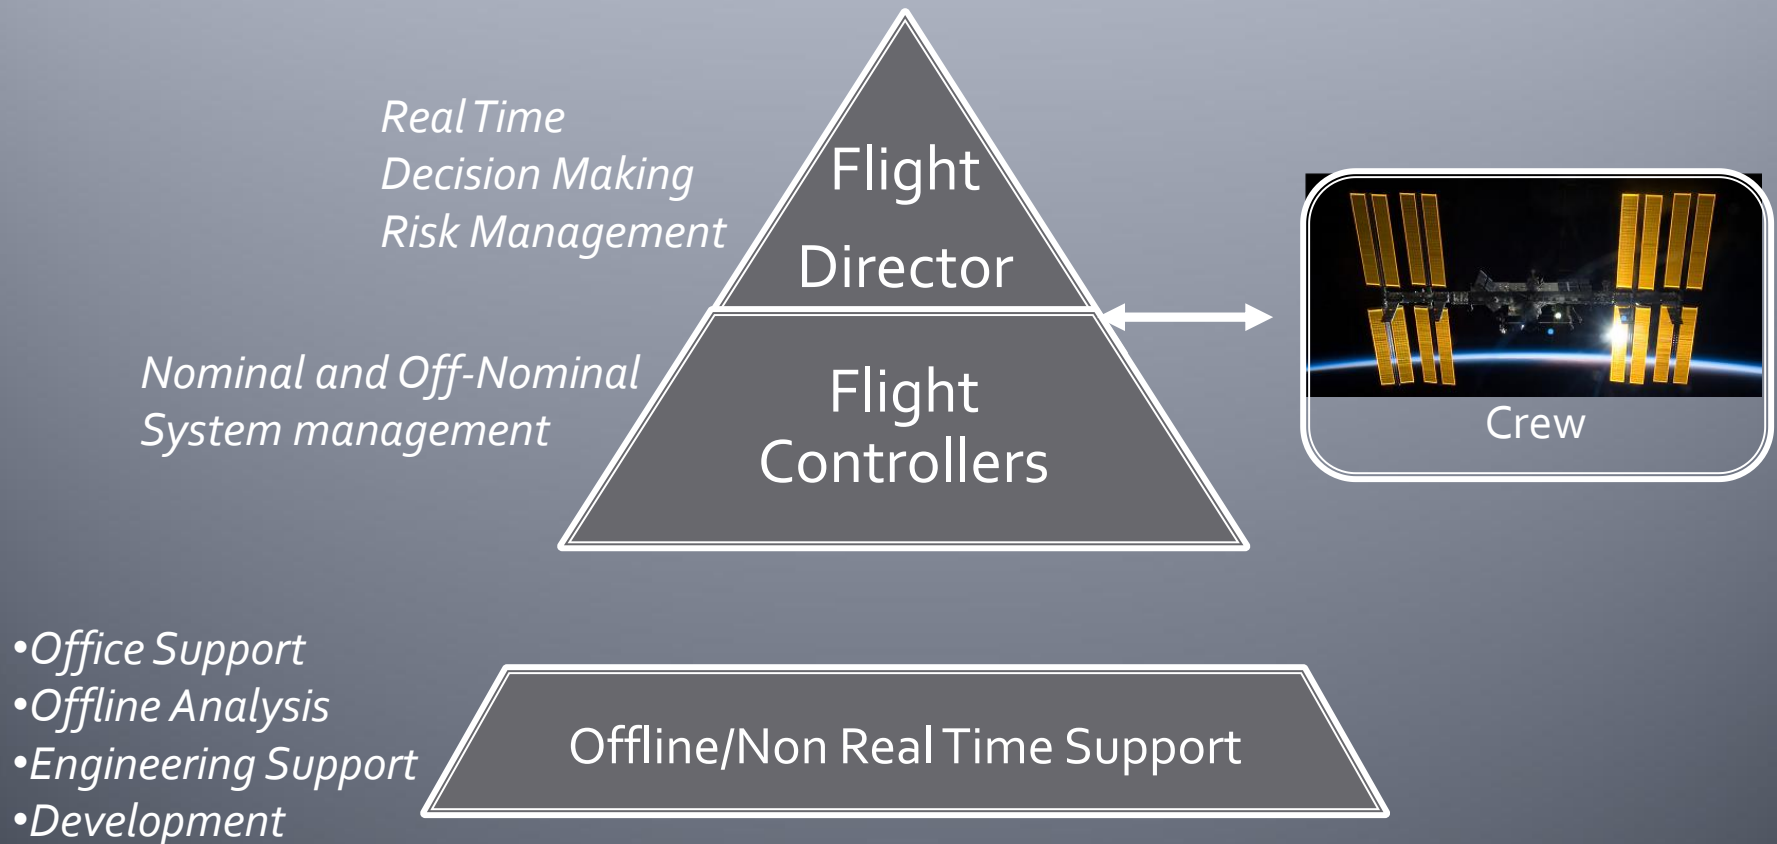 Real Time
Decision Making
Risk Management
Flight
Director
Nominal and Off-Nominal
System management
Flight
Controllers
Crew
•Office Support
•Offline Analysis
•Engineering Support
•Development
Offline/Non Real Time Support